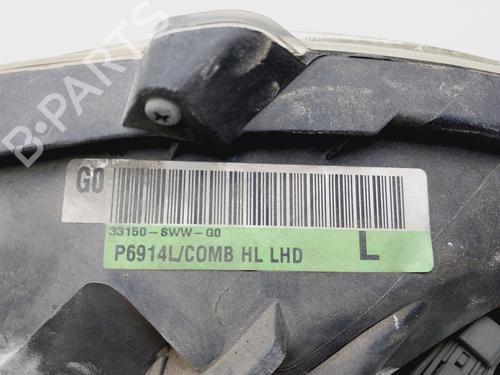 B-PARTS
G0
33150-SWW-G0
P6914L/COMB HL LHD L